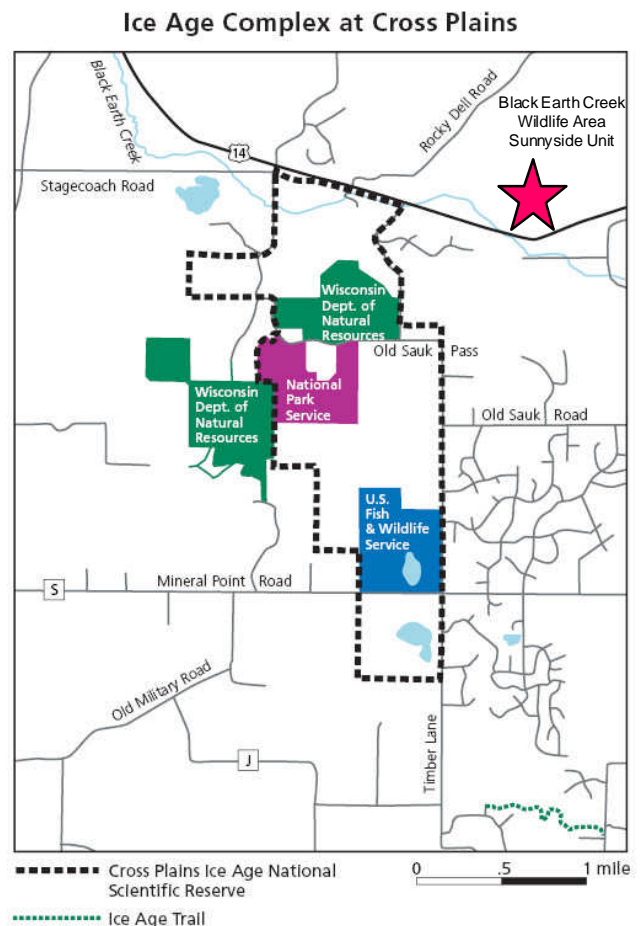 Ice Age Complex at Cross Plains
Black Earth Creek
14
Rocky Dell Road
Black Earth Creek
Wildlife Area
Sunnyside Unit
Stagecoach Road
Wisconsin
Dept. of
Natural
Resources
Old Sauk Pass
National
Park
Service
Wisconsin
Dept. of
Natural
Resources
Old Sauk Road
U.S.
Fish
& Wildlife
Service
Mineral Point Road
S
Old Military Road
J
Timber Lane
Cross Plains Ice Age National
Scientific Reserve
0 .5 1 mile
Ice Age Trail